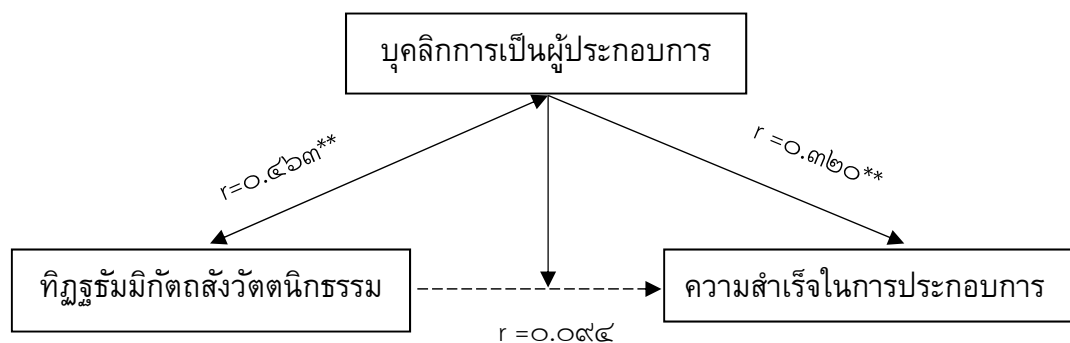 บุคลิกการเป็นผู้ประกอบการ
r=๐.๔๖๓**
r =๐.๓๒๐**
ทิฏฐธัมมิกัตถสังวัตตนิกธรรม
ความสำเร็จในการประกอบการ
r =๐.๐๙๔